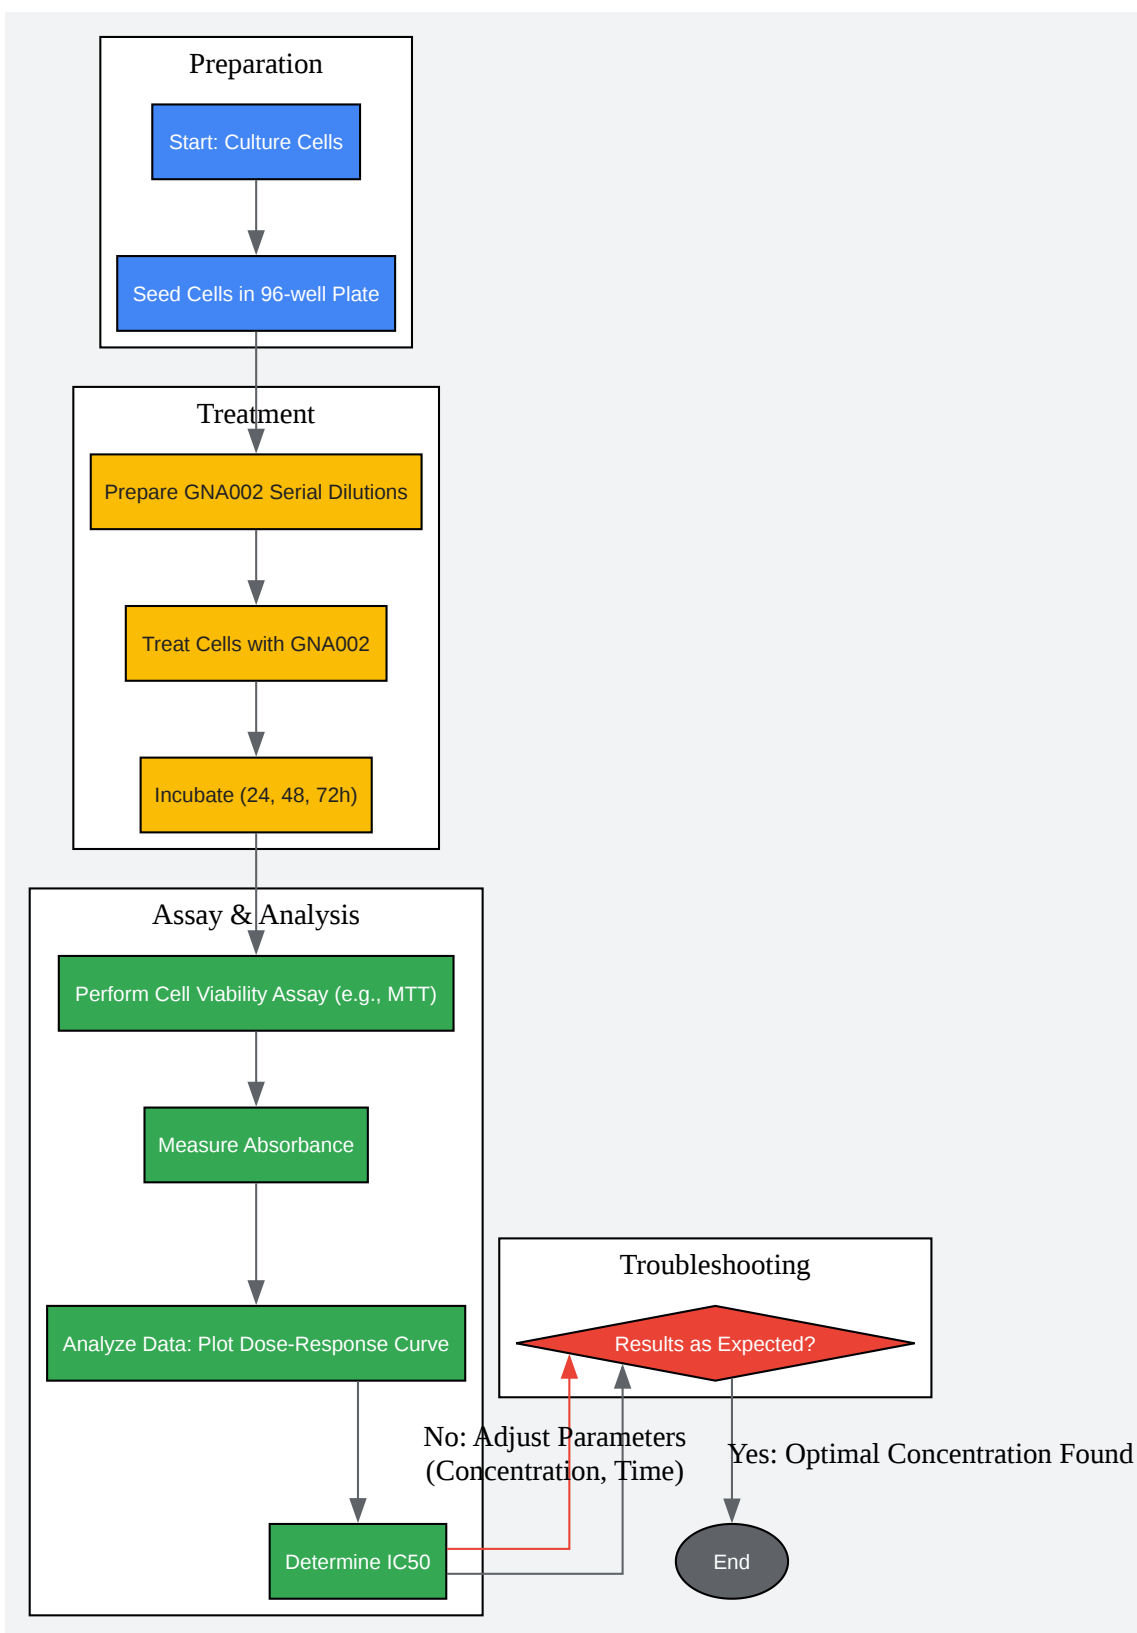 Preparation
Start: Culture Cells
Seed Cells in 96-well Plate
Treatment
Prepare GNA002 Serial Dilutions
Treat Cells with GNA002
Incubate (24, 48, 72h)
Assay & Analysis
Perform Cell Viability Assay (e.g., MTT)
Measure Absorbance
Analyze Data: Plot Dose-Response Curve
Determine IC50
Troubleshooting
Results as Expected?
No: Adjust Parameters
(Concentration, Time)
Yes: Optimal Concentration Found
End